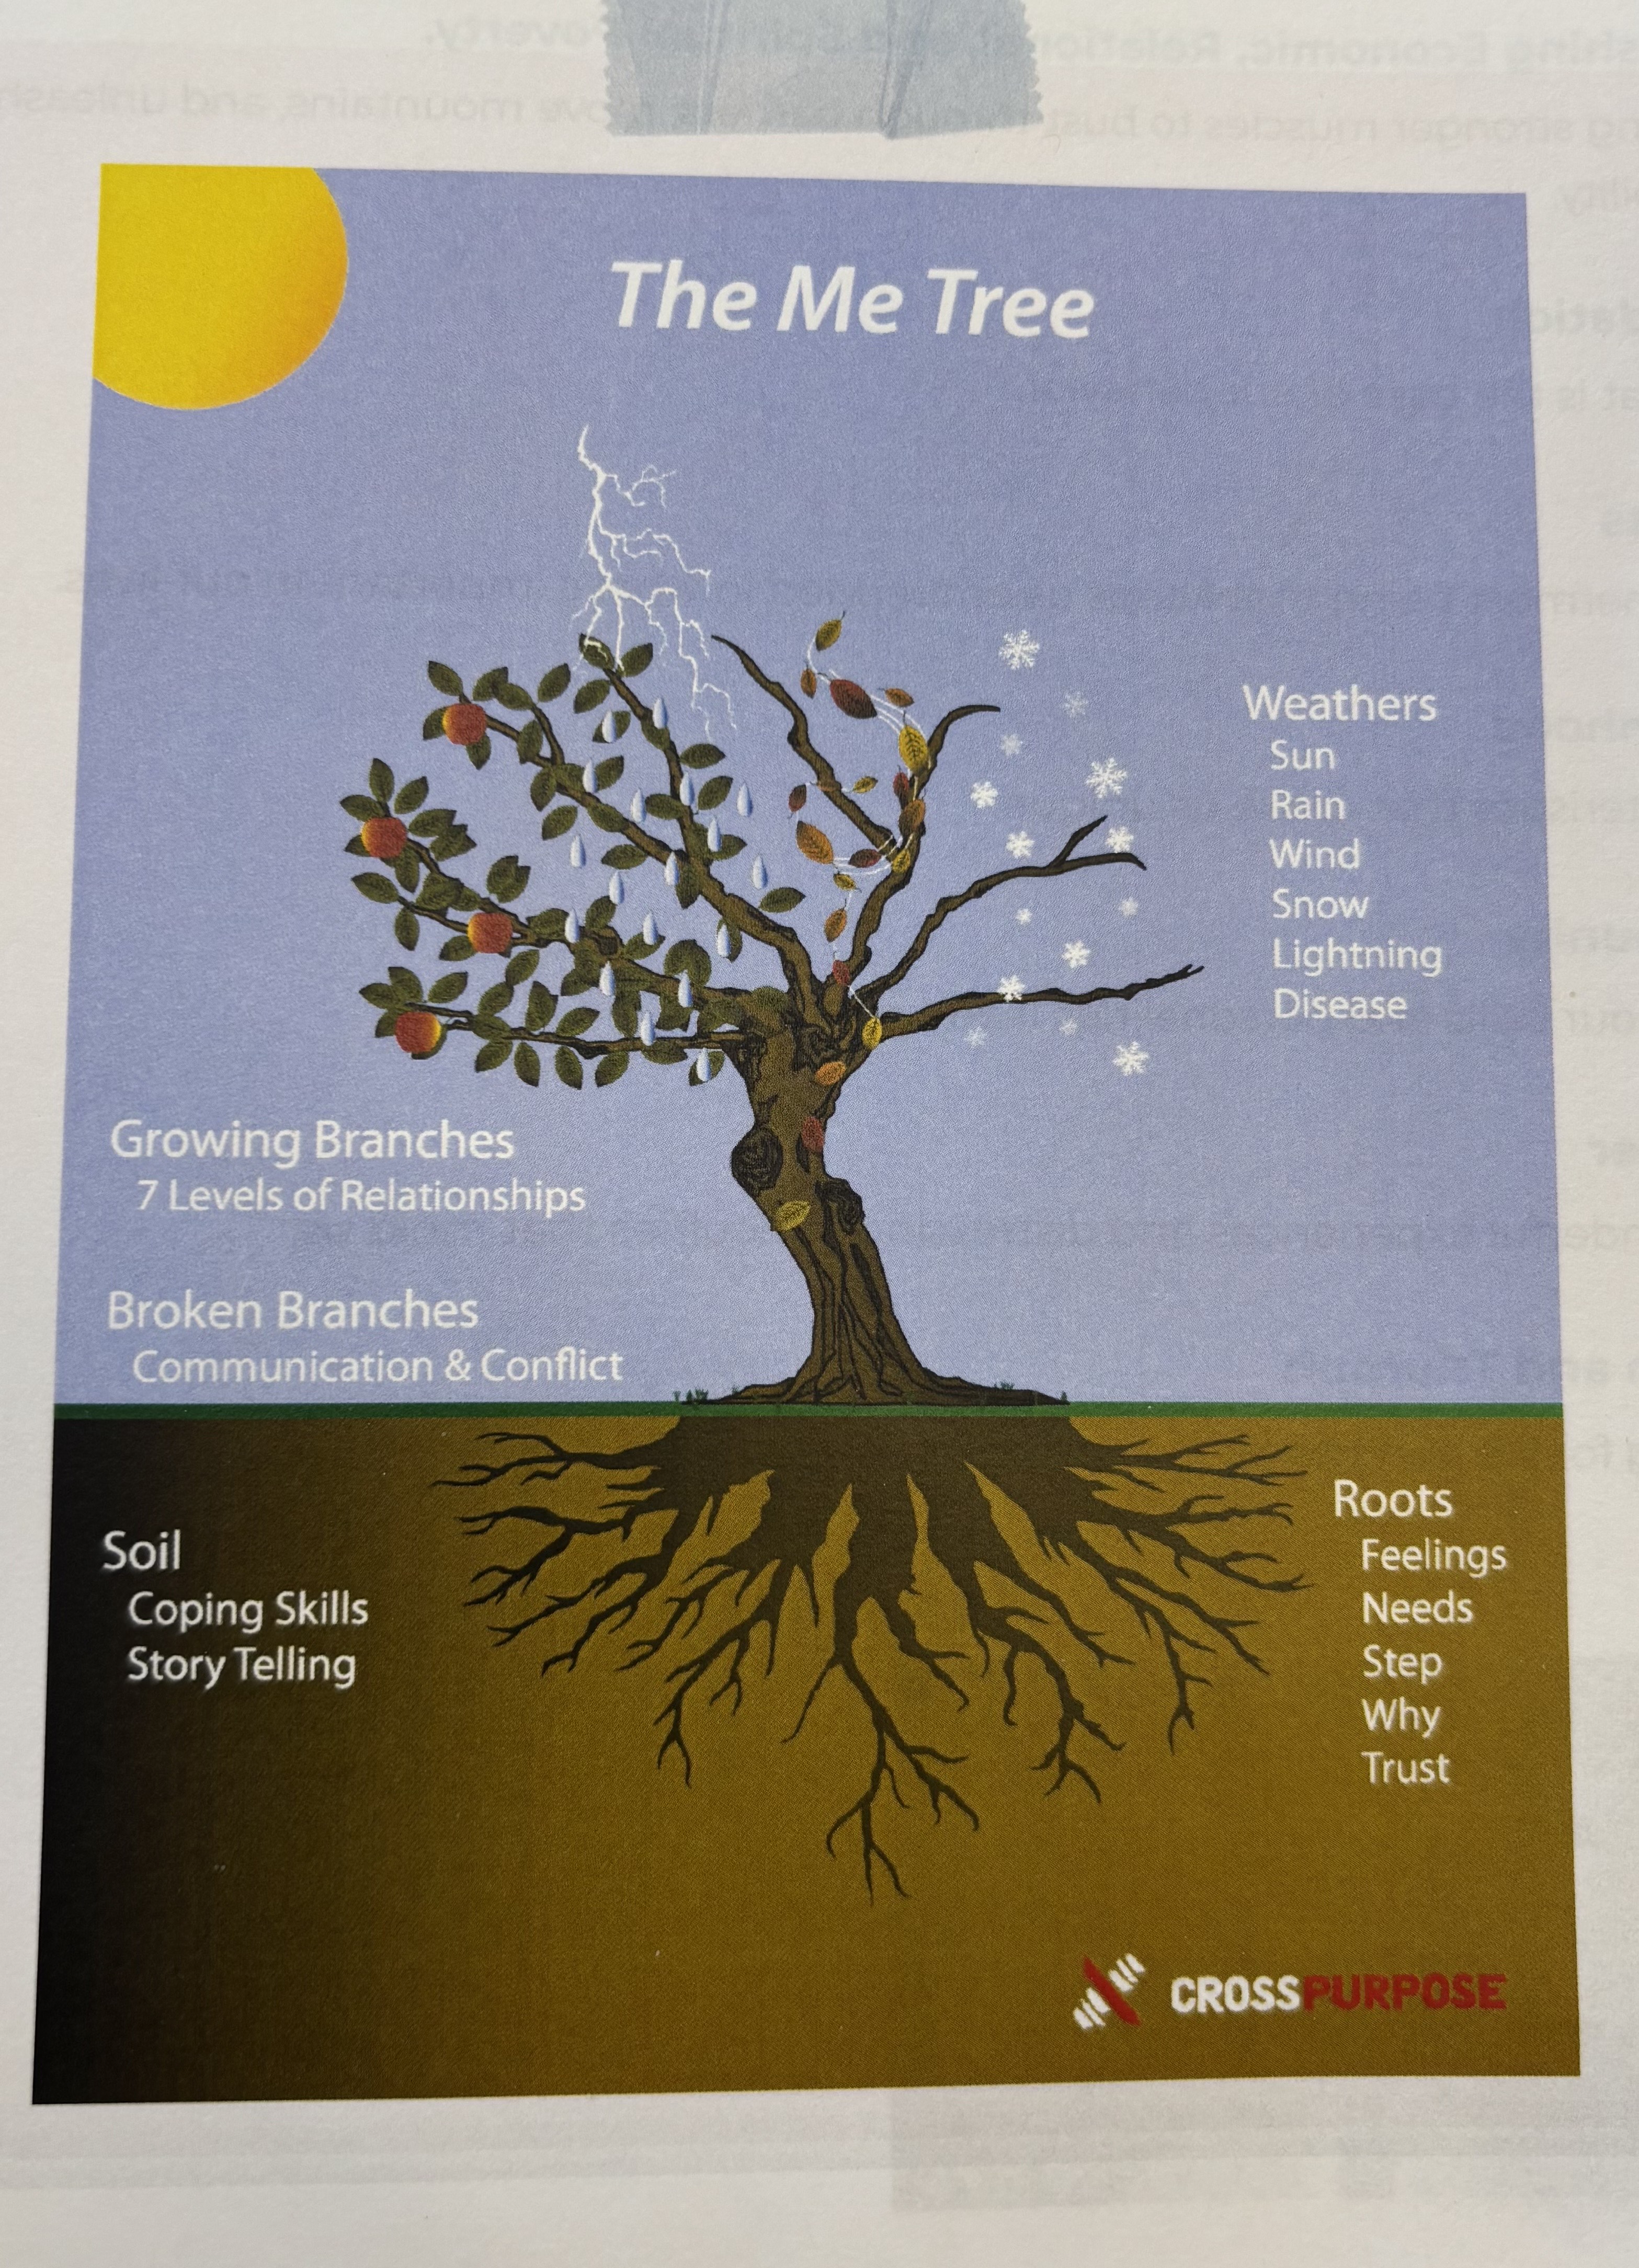 The Me Tree
Weathers
Sun
Rain
Wind
Snow
Lightning
Disease
Growing Branches
7 Levels of Relationships
Broken Branches
Communication & Conflict
Soil
Coping Skills
Story Telling
Roots
Feelings
Needs
Step
Why
Trust
CROSSPURPOSE